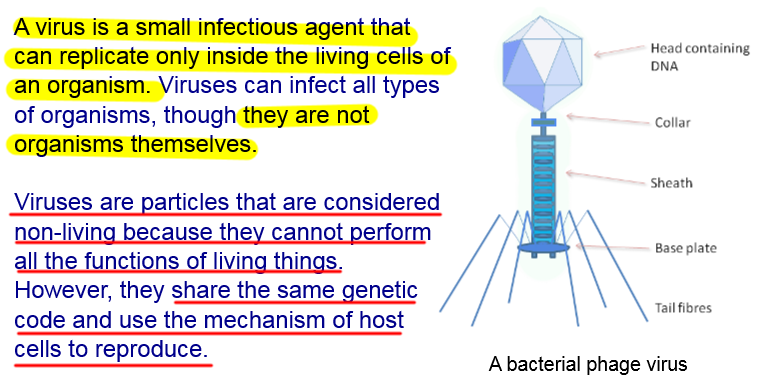 A virus is a small infectious agent that
can replicate only inside the living cells of
an organism. Viruses can infect all types
of organisms, though they are not
organisms themselves.
Viruses are particles that are considered
non-living because they cannot perform
all the functions of living things.
However, they share the same genetic
code and use the mechanism of host
cells to reproduce.
Head containing
DNA
Collar
Sheath
Base plate
Tail fibres
A bacterial phage virus